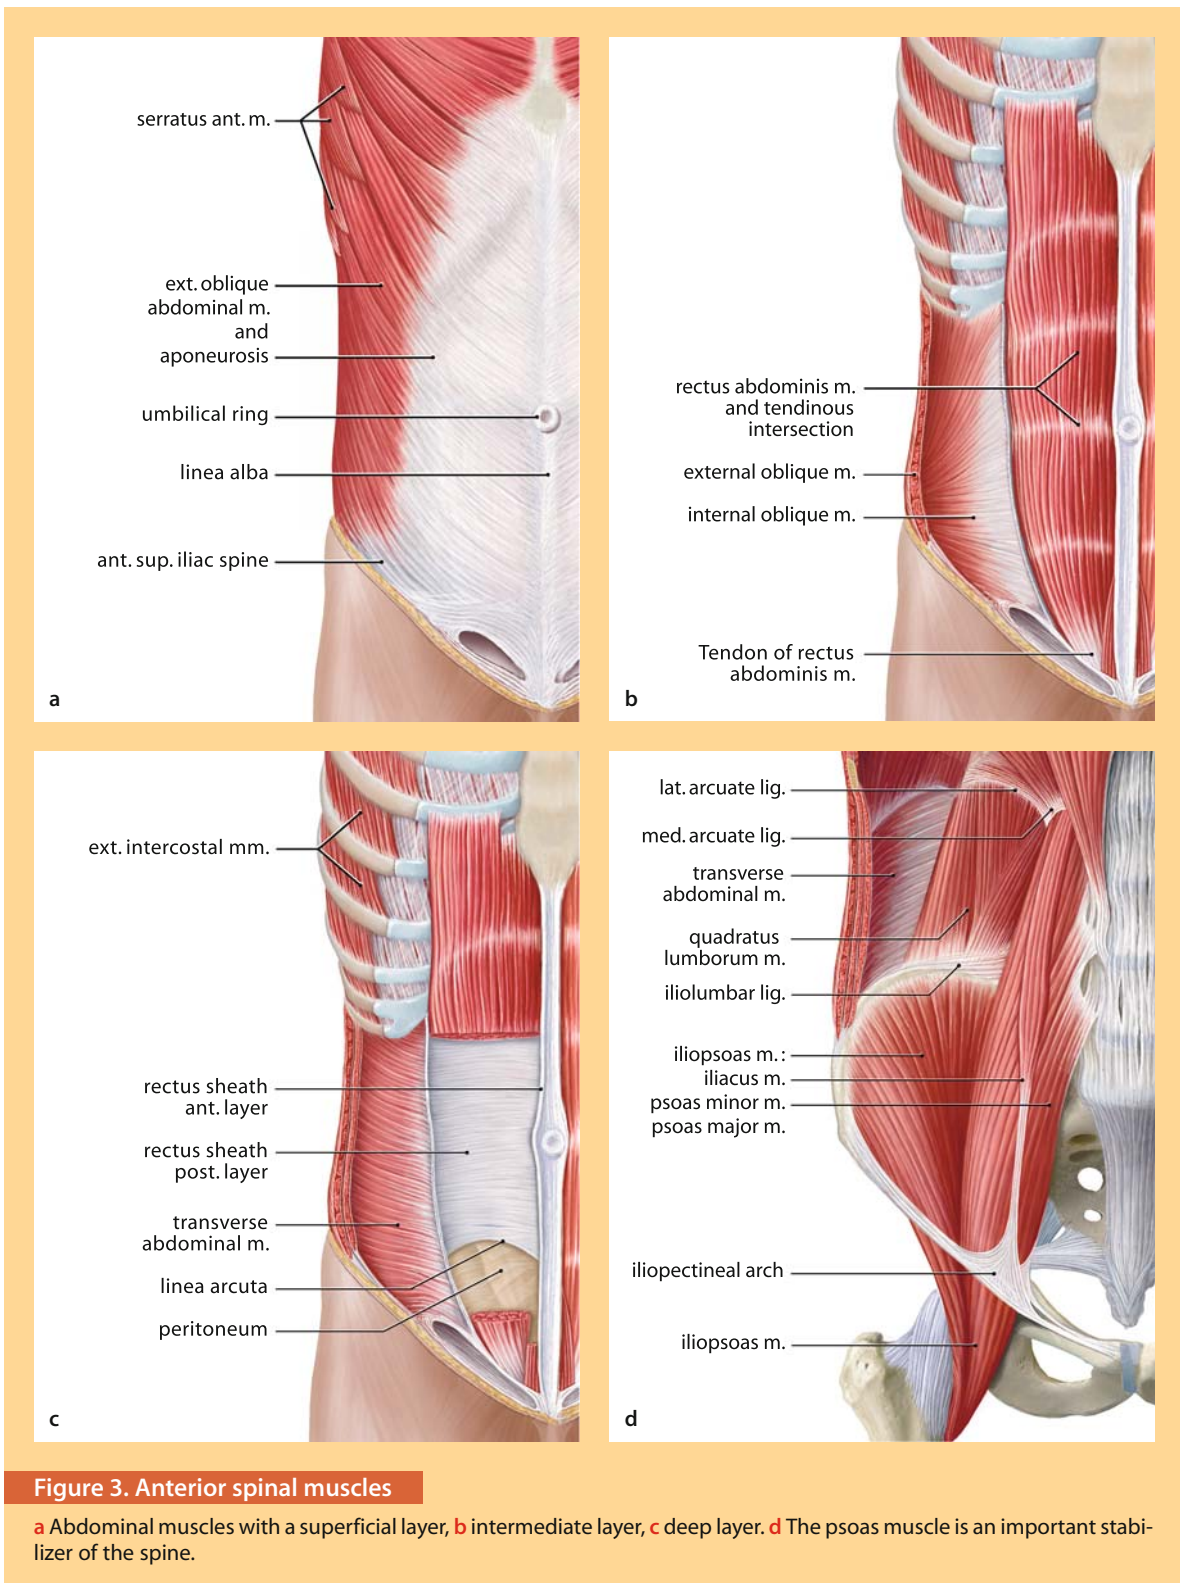 serratus ant. m.
ext. oblique
abdominal m.
and
aponeurosis
umbilical ring
linea alba
ant. sup. iliac spine
a
rectus abdominis m.
and tendinous
intersection
external oblique m.
internal oblique m.
Tendon of rectus
abdominis m.
b
ext. intercostal mm.
rectus sheath
ant. layer
rectus sheath
post. layer
transverse
abdominal m.
linea arcuta
peritoneum
c
lat. arcuate lig.
med. arcuate lig.
transverse
abdominal m.
quadratus
lumborum m.
iliolumbar lig.
iliopsoas m. :
iliacus m.
psoas minor m.
psoas major m.
iliopectineal arch
iliopsoas m.
d
Figure 3. Anterior spinal muscles
a Abdominal muscles with a superficial layer, b intermediate layer, c deep layer. d The psoas muscle is an important stabi-
lizer of the spine.